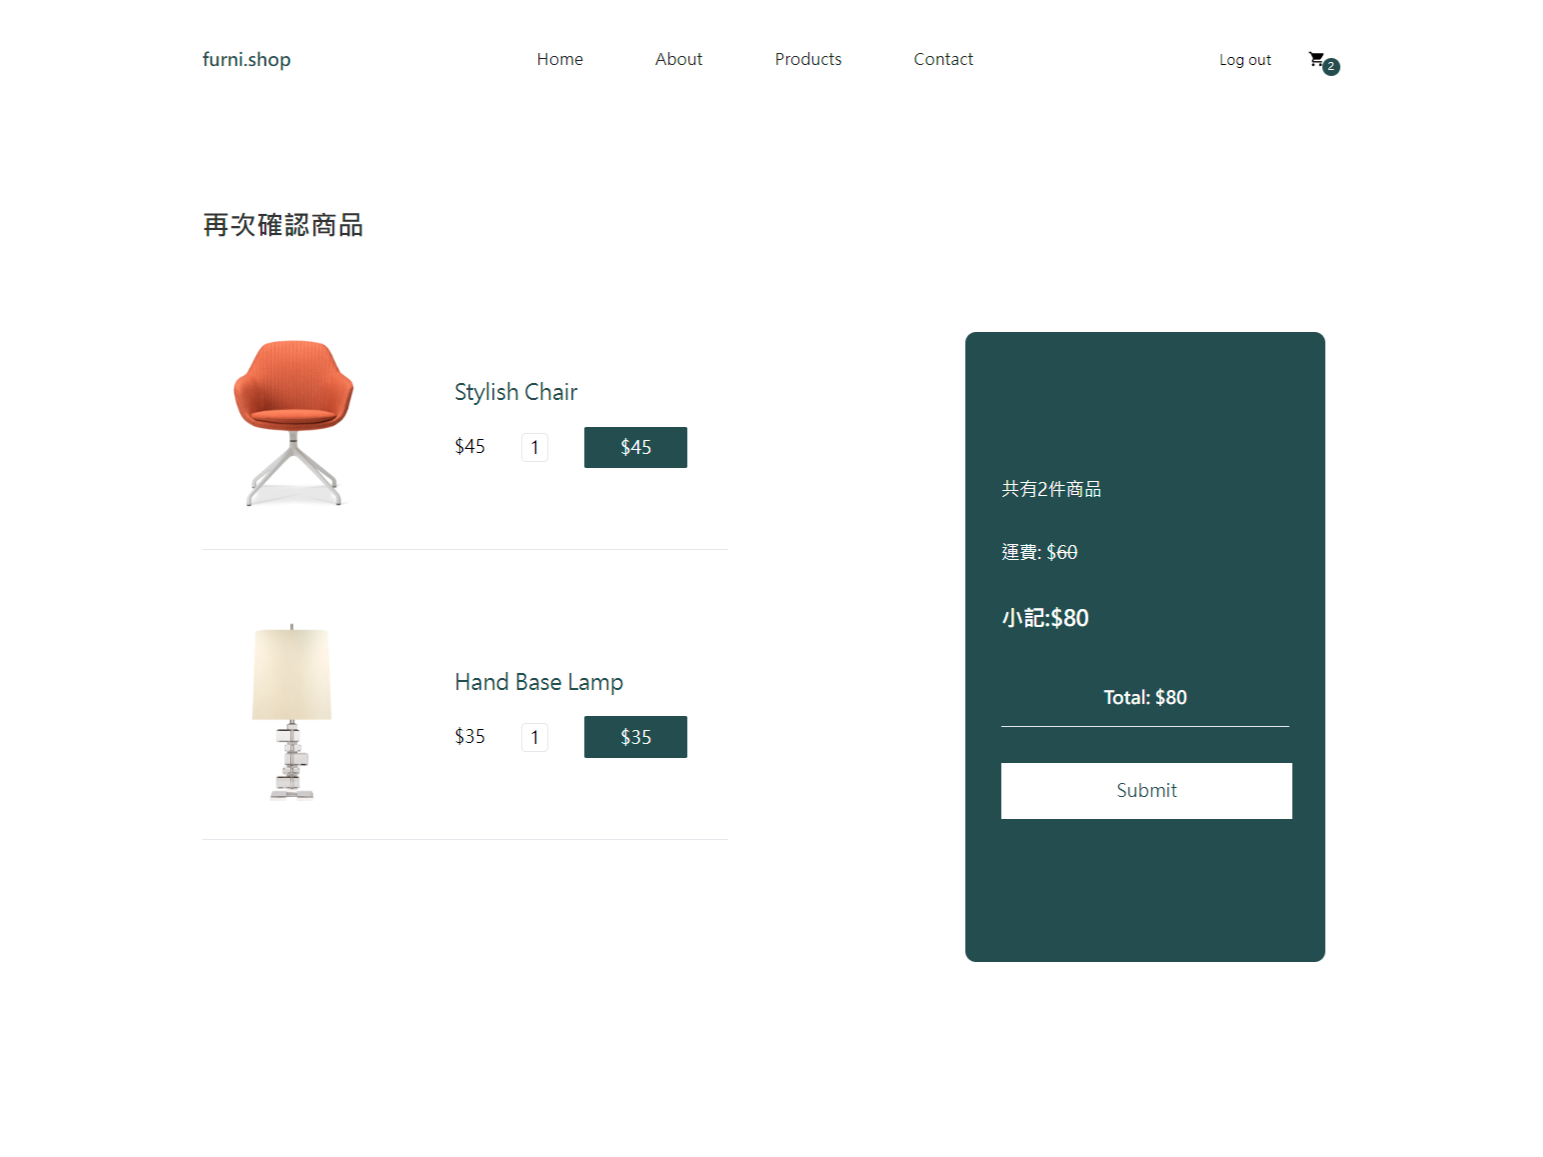 furni.shop
Home
About
Products
Contact
Log out
2
再次確認商品
Stylish Chair
$45
1
$45
Hand Base Lamp
$35
1
$35
共有2件商品
運費: $60
小記:$80
Total: $80
Submit